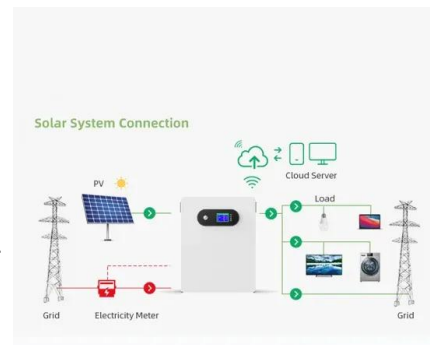 Solar System Connection
Cloud Server
PV
Load
Grid
Electricity Meter
Grid